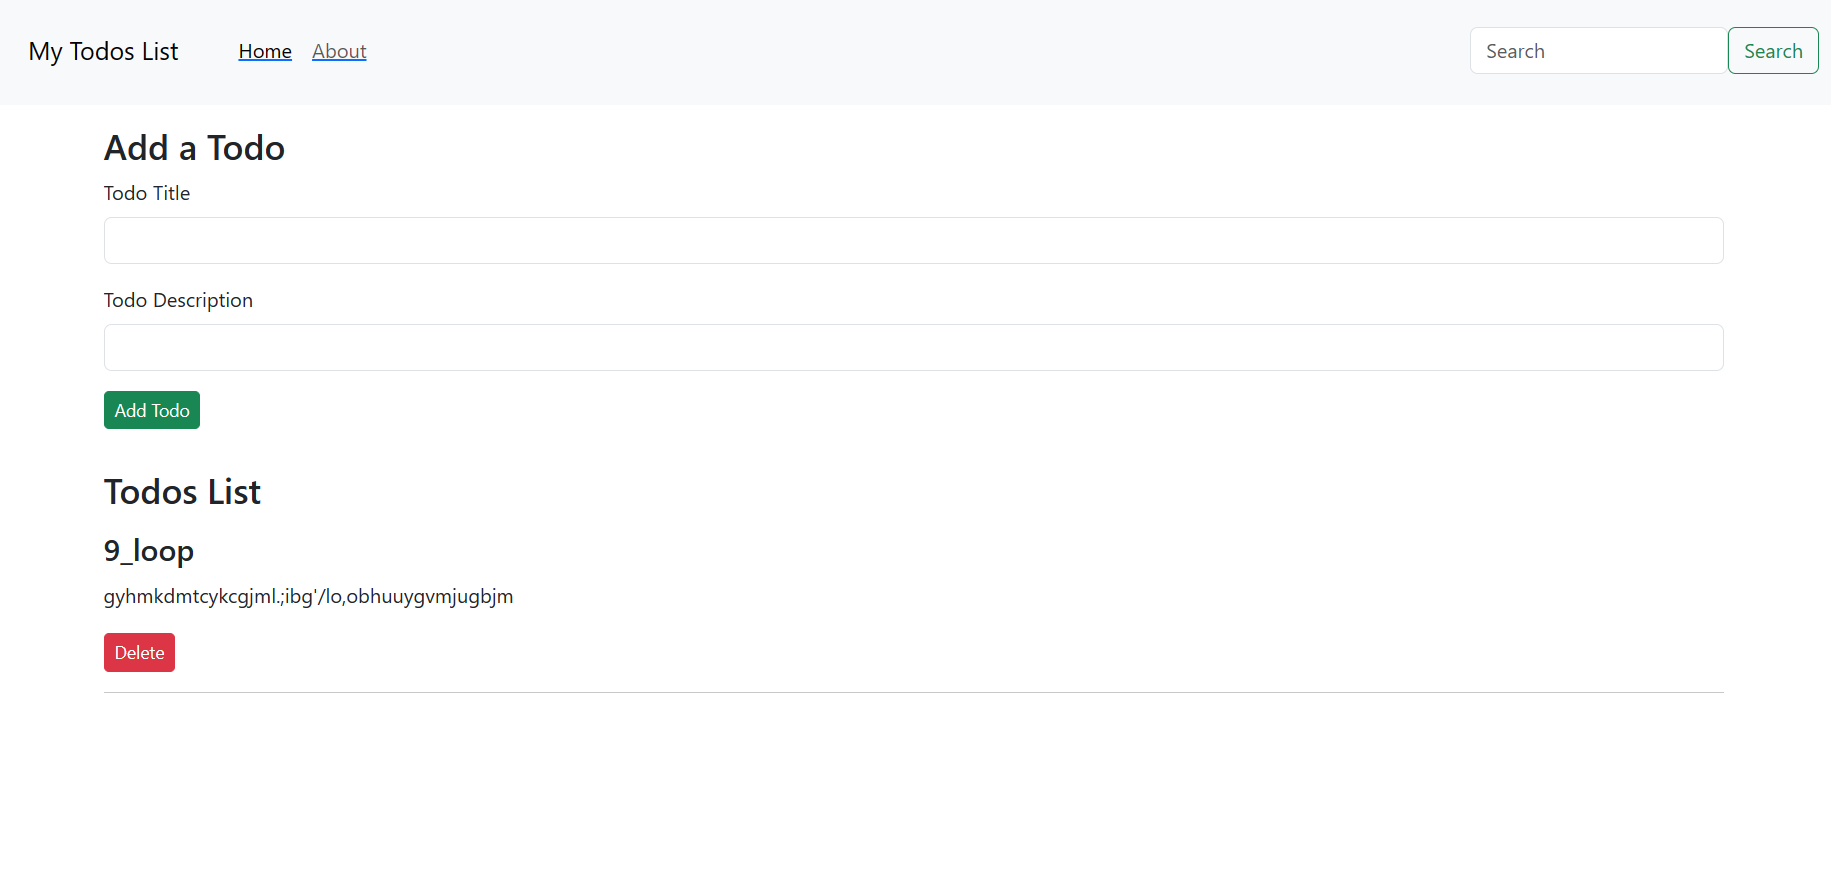 My Todos List Home About Search Search
Add a Todo
Todo Title
Todo Description
Add Todo
Todos List
9_loop
gyhmkdmtcykcgjml.;ibg'/lo,obhuuygvmjugbjm
Delete